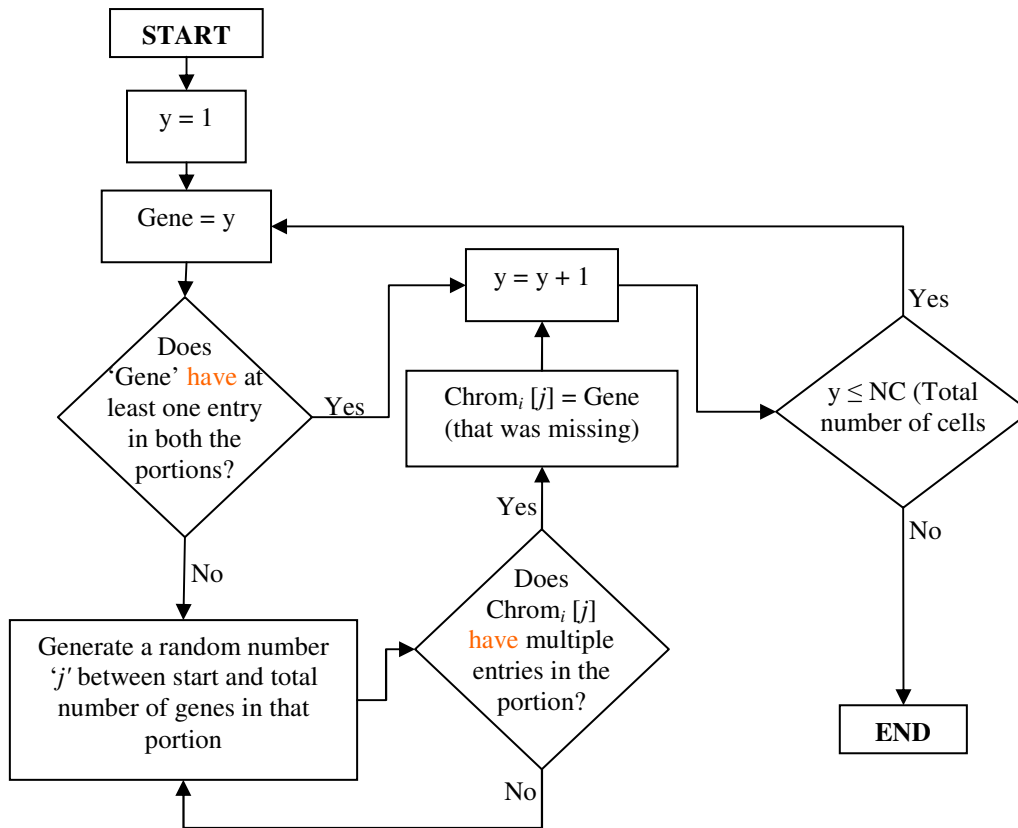 START
y = 1
Gene = y
Does
‘Gene’ have at
least one entry
in both the
portions?
Yes
No
y = y + 1
Chromᵢ [j] = Gene
(that was missing)
Yes
Generate a random number
‘j’ between start and total
number of genes in that
portion
Does
Chromᵢ [j]
have multiple
entries in the
portion?
No
Yes
y ≤ NC (Total
number of cells
No
END